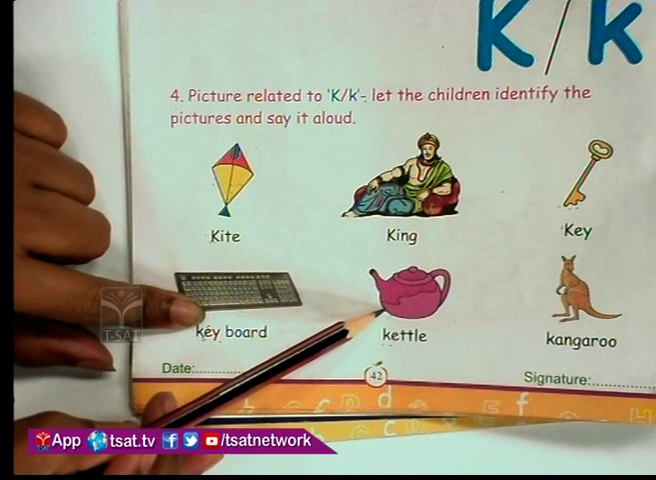 K/k
4. Picture related to 'K/k'- let the children identify the
pictures and say it aloud.
Kite King Key
key board kettle kangaroo
Date:..........
42
Signature:............
d
f
c
T-SAT
App tsat.tv /tsatnetwork